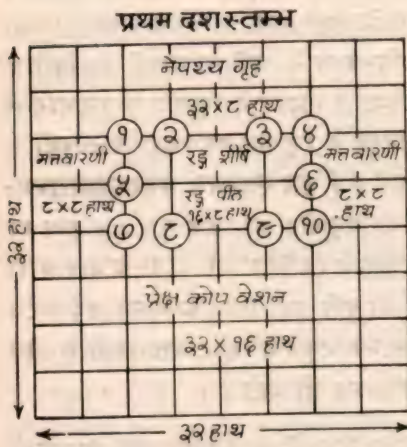 प्रथम दशस्तम्भ
नेपथ्य गृह
३२ × ८ हाथ
१ २ ३ ४
मत्तवारणी रङ्ग शीर्ष मत्तवारणी
५ ६
८ × ८ हाथ रङ्ग पीठ ८ × ८
१६ × ८ हाथ हाथ
७ ८ ९ १०
प्रेक्ष कोप वेशन
३२ × १६ हाथ
३२ हाथ
३२ हाथ